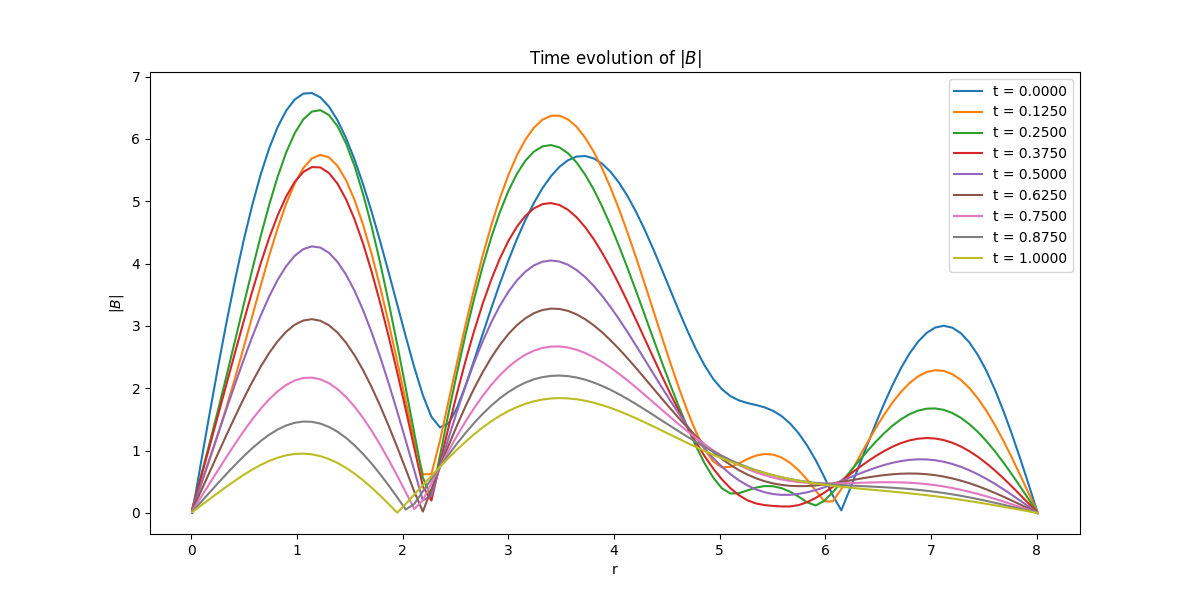 Time evolution of |B|
7
6
5
4
3
2
1
0
|B|
0 1 2 3 4 5 6 7 8
r
t = 0.0000
t = 0.1250
t = 0.2500
t = 0.3750
t = 0.5000
t = 0.6250
t = 0.7500
t = 0.8750
t = 1.0000